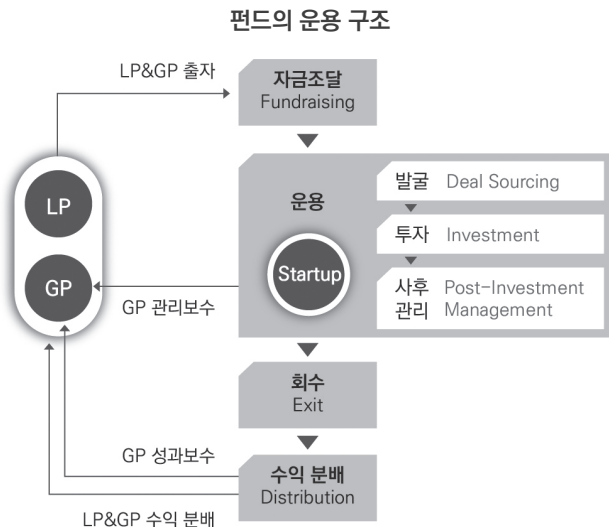 펀드의 운용 구조
LP&GP 출자
자금조달
Fundraising
LP
GP
운용
Startup
발굴 Deal Sourcing
투자 Investment
사후 Post-Investment
관리 Management
GP 관리보수
회수
Exit
GP 성과보수
수익 분배
Distribution
LP&GP 수익 분배